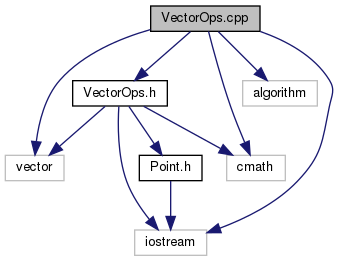 VectorOps.cpp
VectorOps.h
algorithm
vector
Point.h
cmath
iostream